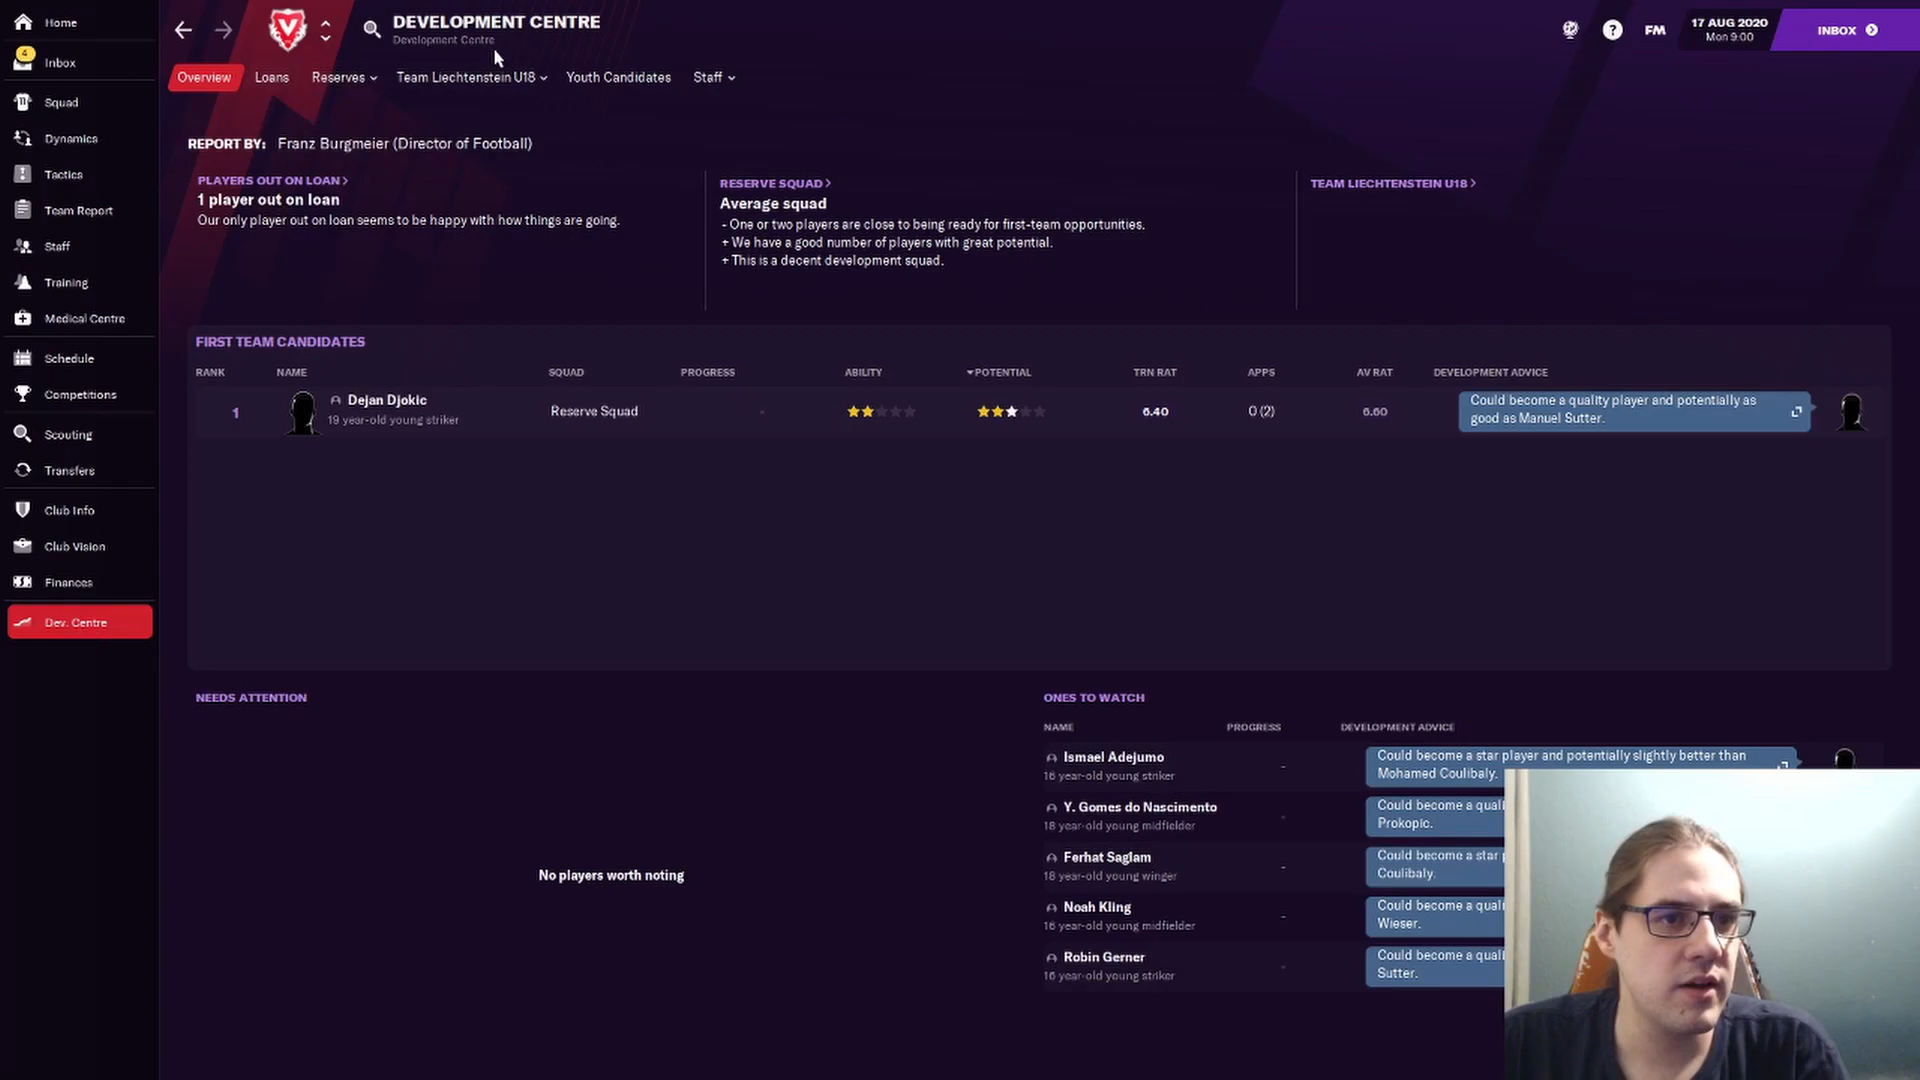 Home
DEVELOPMENT CENTRE
Development Centre
FM
17 AUG 2020
Mon 9:00
INBOX
4
Inbox
Overview
Loans
Reserves
Team Liechtenstein U18
Youth Candidates
Staff
Squad
Dynamics
Tactics
Team Report
Staff
Training
Medical Centre
Schedule
Competitions
Scouting
Transfers
Club Info
Club Vision
Finances
Dev. Centre
REPORT BY: Franz Burgmeier (Director of Football)
PLAYERS OUT ON LOAN >
1 player out on loan
Our only player out on loan seems to be happy with how things are going.
RESERVE SQUAD >
Average squad
- One or two players are close to being ready for first-team opportunities.
+ We have a good number of players with great potential.
+ This is a decent development squad.
TEAM LIECHTENSTEIN U18 >
FIRST TEAM CANDIDATES
RANK NAME SQUAD PROGRESS ABILITY POTENTIAL TRN RAT APPS AV RAT DEVELOPMENT ADVICE
1 Dejan Djokic Reserve Squad - 6.40 0 (2) 6.60
19 year-old young striker
Could become a quality player and potentially as
good as Manuel Sutter.
NEEDS ATTENTION
No players worth noting
ONES TO WATCH
NAME PROGRESS DEVELOPMENT ADVICE
Ismael Adejumo -
16 year-old young striker
Could become a star player and potentially slightly better than
Mohamed Coulibaly.
Y. Gomes do Nascimento -
18 year-old young midfielder
Could become a quali
Prokopic.
Ferhat Saglam -
18 year-old young winger
Could become a star
Coulibaly.
Noah Kling -
16 year-old young midfielder
Could become a quali
Wieser.
Robin Gerner -
16 year-old young striker
Could become a quali
Sutter.